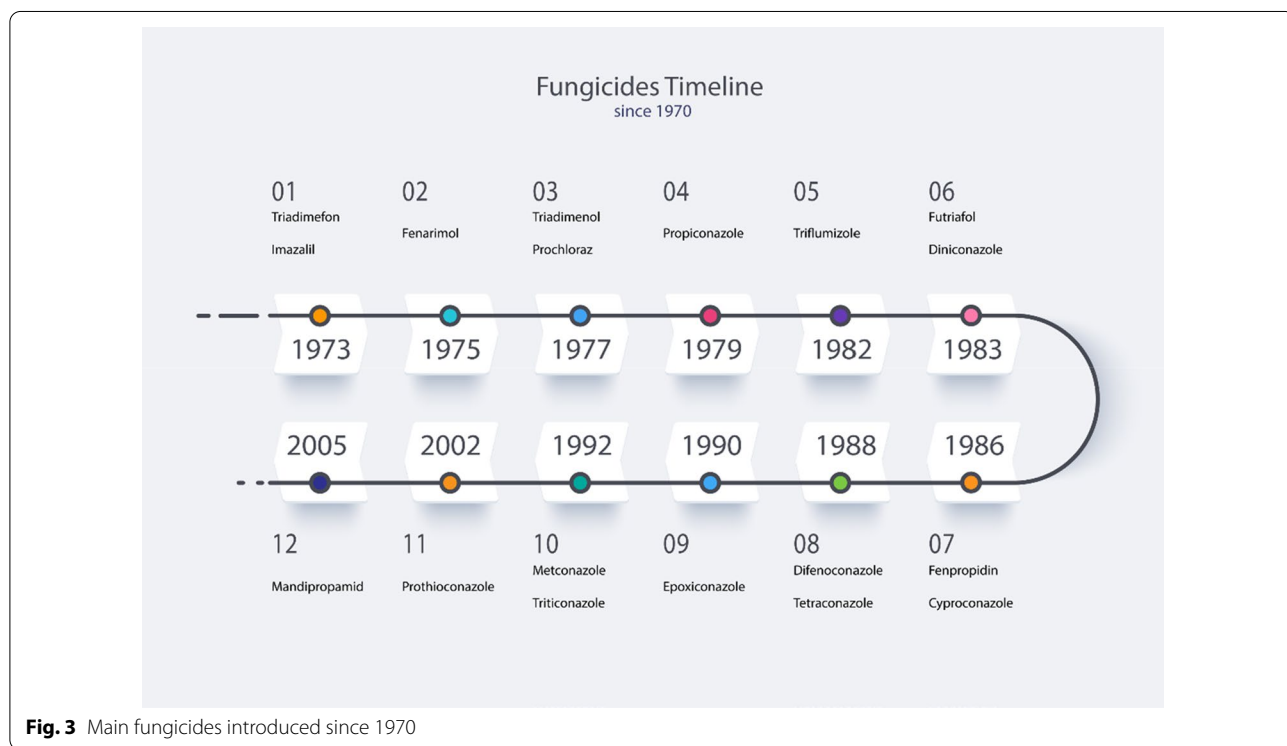 Fungicides Timeline
since 1970
01
Triadimefon
Imazalil
02
Fenarimol
03
Triadimenol
Prochloraz
04
Propiconazole
05
Triflumizole
06
Futriafol
Diniconazole
1973
1975
1977
1979
1982
1983
2005
2002
1992
1990
1988
1986
12
Mandipropamid
11
Prothioconazole
10
Metconazole
Triticonazole
09
Epoxiconazole
08
Difenoconazole
Tetraconazole
07
Fenpropidin
Cyproconazole
Fig. 3 Main fungicides introduced since 1970